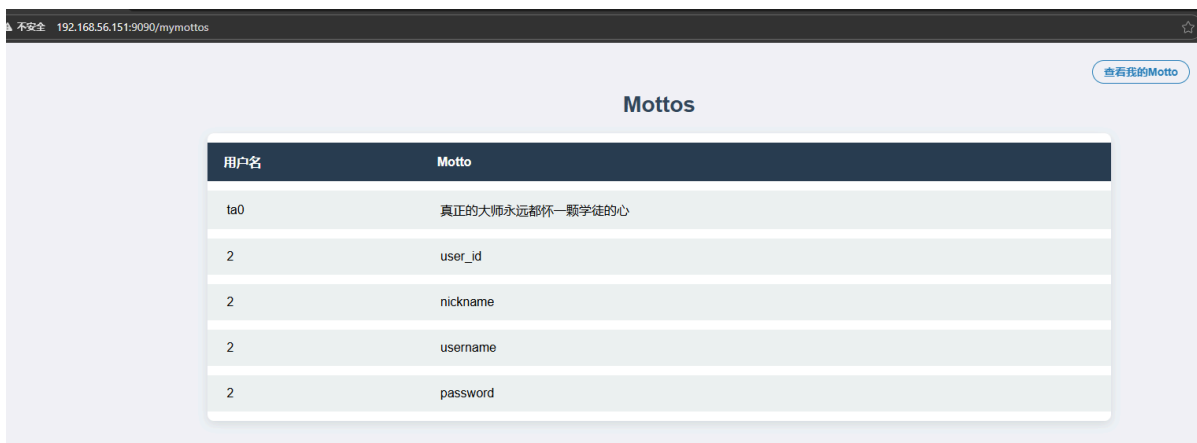 不安全 192.168.56.151:9090/mymottos
查看我的Motto
Mottos
用户名 Motto
ta0 真正的大师永远都怀一颗学徒的心
2 user_id
2 nickname
2 username
2 password